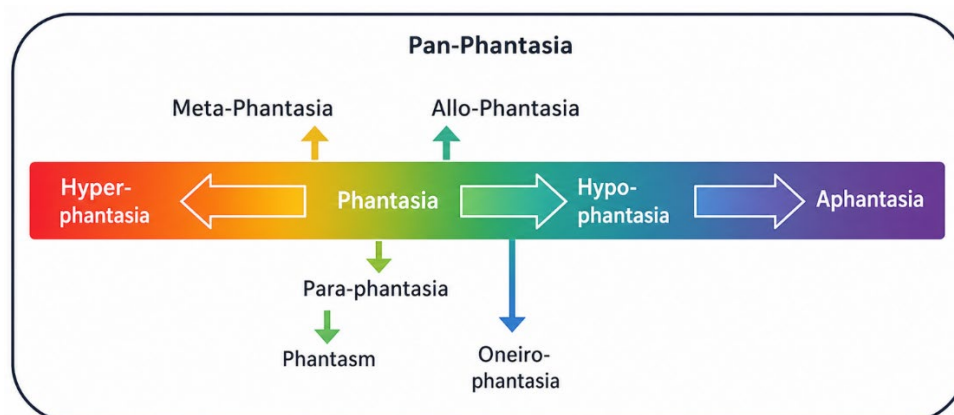 Pan-Phantasia
Meta-Phantasia
Allo-Phantasia
Hyper-
phantasia
Phantasia
Hypo-
phantasia
Aphantasia
Para-phantasia
Phantasm
Oneiro-
phantasia